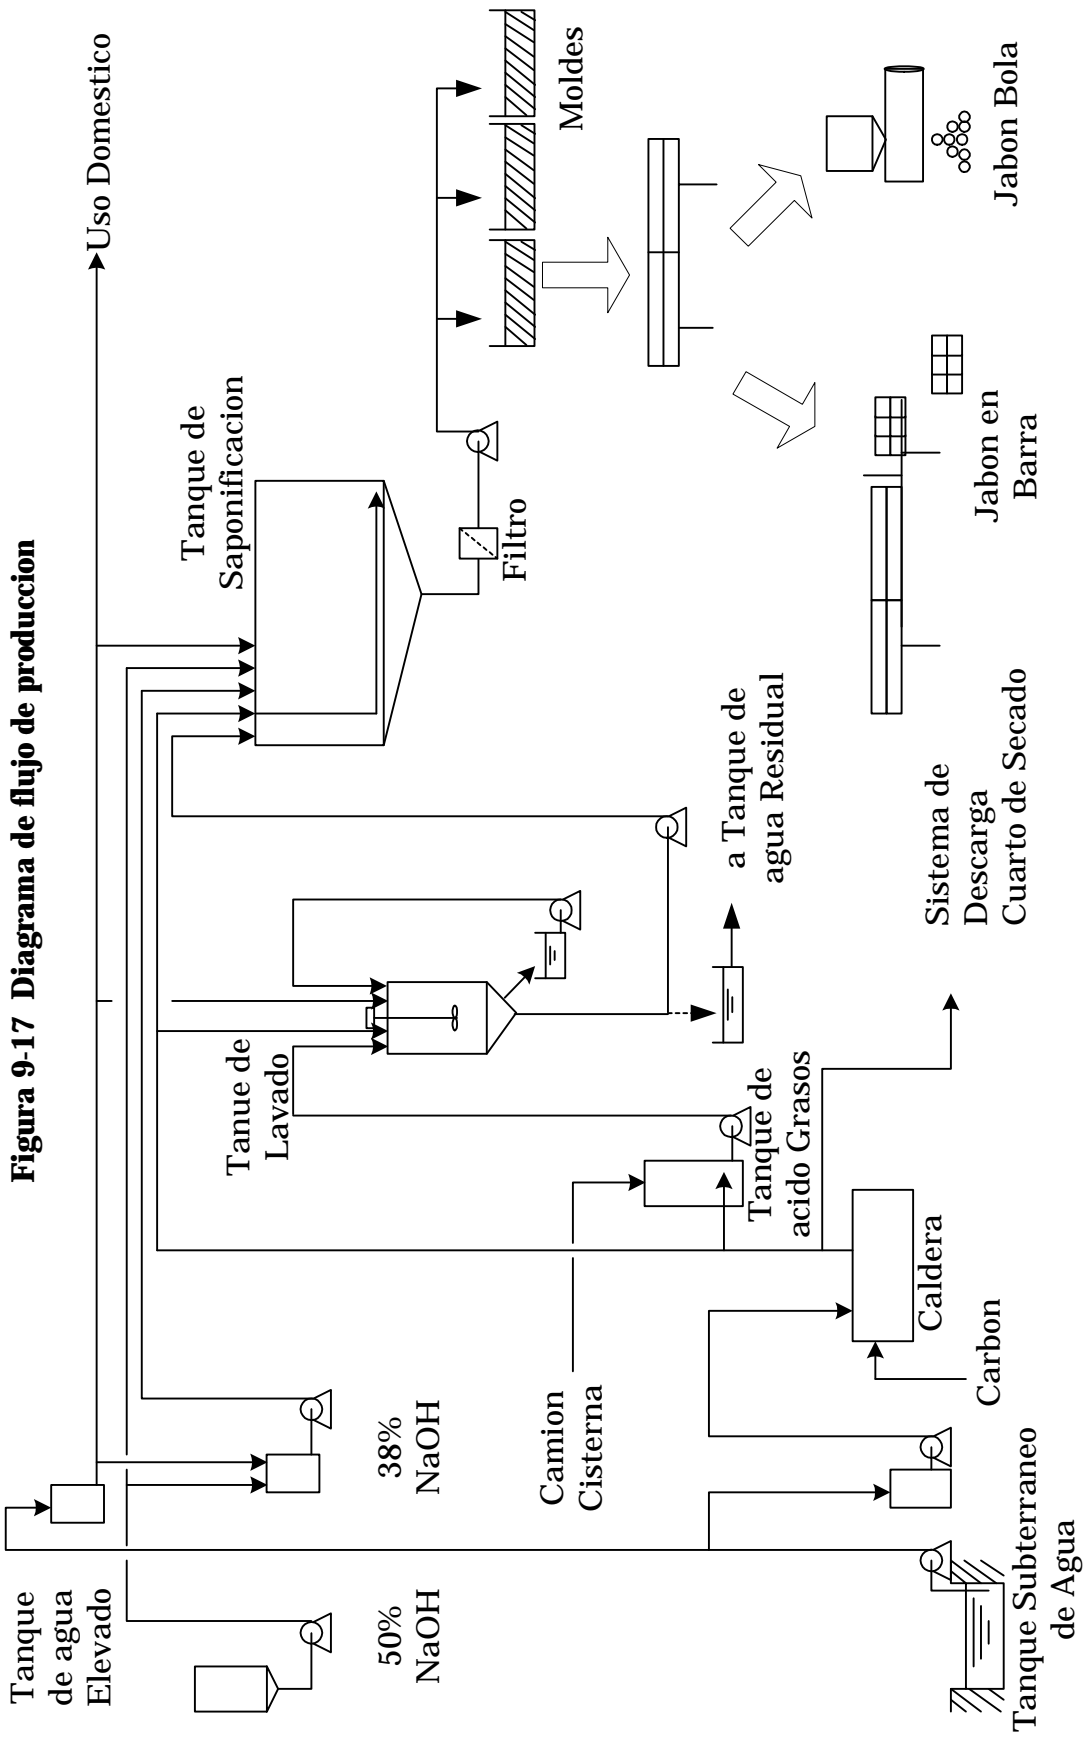 Figura 9-17 Diagrama de flujo de produccion
Tanque
de agua
Elevado
Uso Domestico
50%
NaOH
38%
NaOH
Tanue de
Lavado
Tanque de
Saponificacion
Filtro
Moldes
Camion
Cisterna
Tanque de
acido Grasos
a Tanque de
agua Residual
Tanque Subterraneo
de Agua
Carbon
Caldera
Sistema de
Descarga
Cuarto de Secado
Jabon en
Barra
Jabon Bola